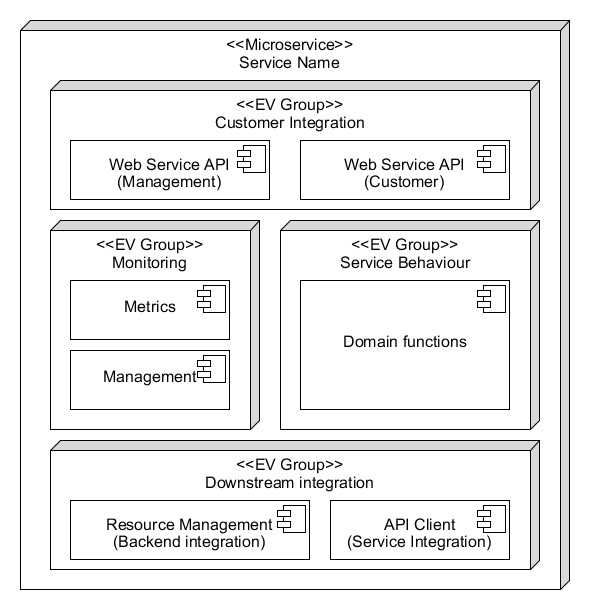 <<Microservice>>
Service Name
<<EV Group>>
Customer Integration
Web Service API
(Management)
Web Service API
(Customer)
<<EV Group>>
Monitoring
Metrics
Management
<<EV Group>>
Service Behaviour
Domain functions
<<EV Group>>
Downstream integration
Resource Management
(Backend integration)
API Client
(Service Integration)